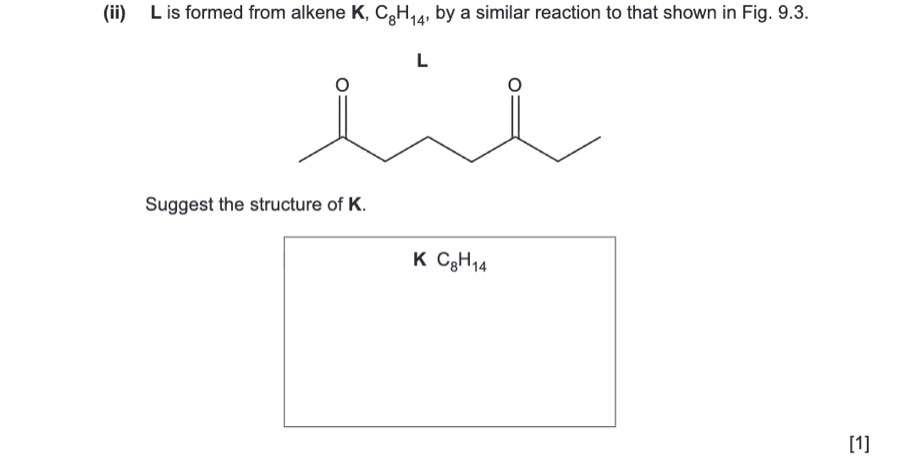 (ii) L is formed from alkene K, C₈H₁₄, by a similar reaction to that shown in Fig. 9.3.
L
O O
Suggest the structure of K.
K C₈H₁₄
[1]